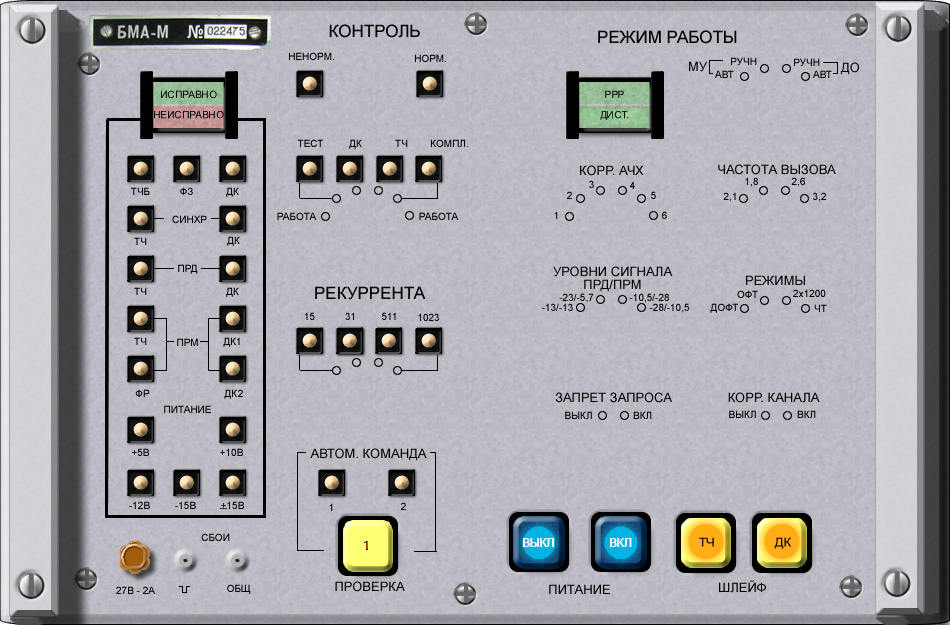 БМА-М № 022475
КОНТРОЛЬ
НЕНОРМ. НОРМ.
ТЕСТ ДК ТЧ КОМПЛ.
РАБОТА РАБОТА
РЕКУРРЕНТА
15 31 511 1023
АВТОМ. КОМАНДА
1 2
1
ПРОВЕРКА
ИСПРАВНО
НЕИСПРАВНО
ТЧБ ФЗ ДК
СИНХР
ТЧ ДК
ПРД
ТЧ ДК
ПРМ
ТЧ ДК1
ФР ДК2
ПИТАНИЕ
+5В +10В
-12В -15В ±15В
СБОИ
27В - 2А ОБЩ
РЕЖИМ РАБОТЫ
МУ РУЧН АВТ РУЧН АВТ ДО
РРР
ДИСТ.
КОРР. АЧХ
1 2 3 4 5 6
ЧАСТОТА ВЫЗОВА
2,1 1,8 2,6 3,2
УРОВНИ СИГНАЛА
ПРД/ПРМ
-23/-5,7 -10,5/-28
-13/-13 -28/-10,5
РЕЖИМЫ
ОФТ 2х1200
ДОФТ ЧТ
ЗАПРЕТ ЗАПРОСА
ВЫКЛ ВКЛ
КОРР. КАНАЛА
ВЫКЛ ВКЛ
ВЫКЛ ВКЛ
ПИТАНИЕ
ТЧ ДК
ШЛЕЙФ